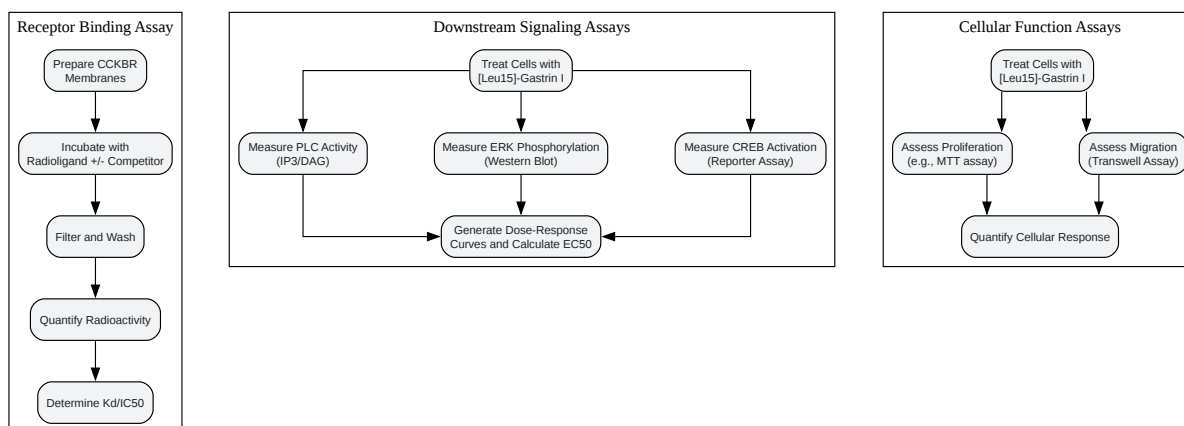 Receptor Binding Assay
Prepare CCKBR
Membranes
Incubate with
Radioligand +/- Competitor
Filter and Wash
Quantify Radioactivity
Determine Kd/IC50
Downstream Signaling Assays
Treat Cells with
[Leu15]-Gastrin I
Measure PLC Activity
(IP3/DAG)
Measure ERK Phosphorylation
(Western Blot)
Measure CREB Activation
(Reporter Assay)
Generate Dose-Response
Curves and Calculate EC50
Cellular Function Assays
Treat Cells with
[Leu15]-Gastrin I
Assess Proliferation
(e.g., MTT assay)
Assess Migration
(Transwell Assay)
Quantify Cellular Response